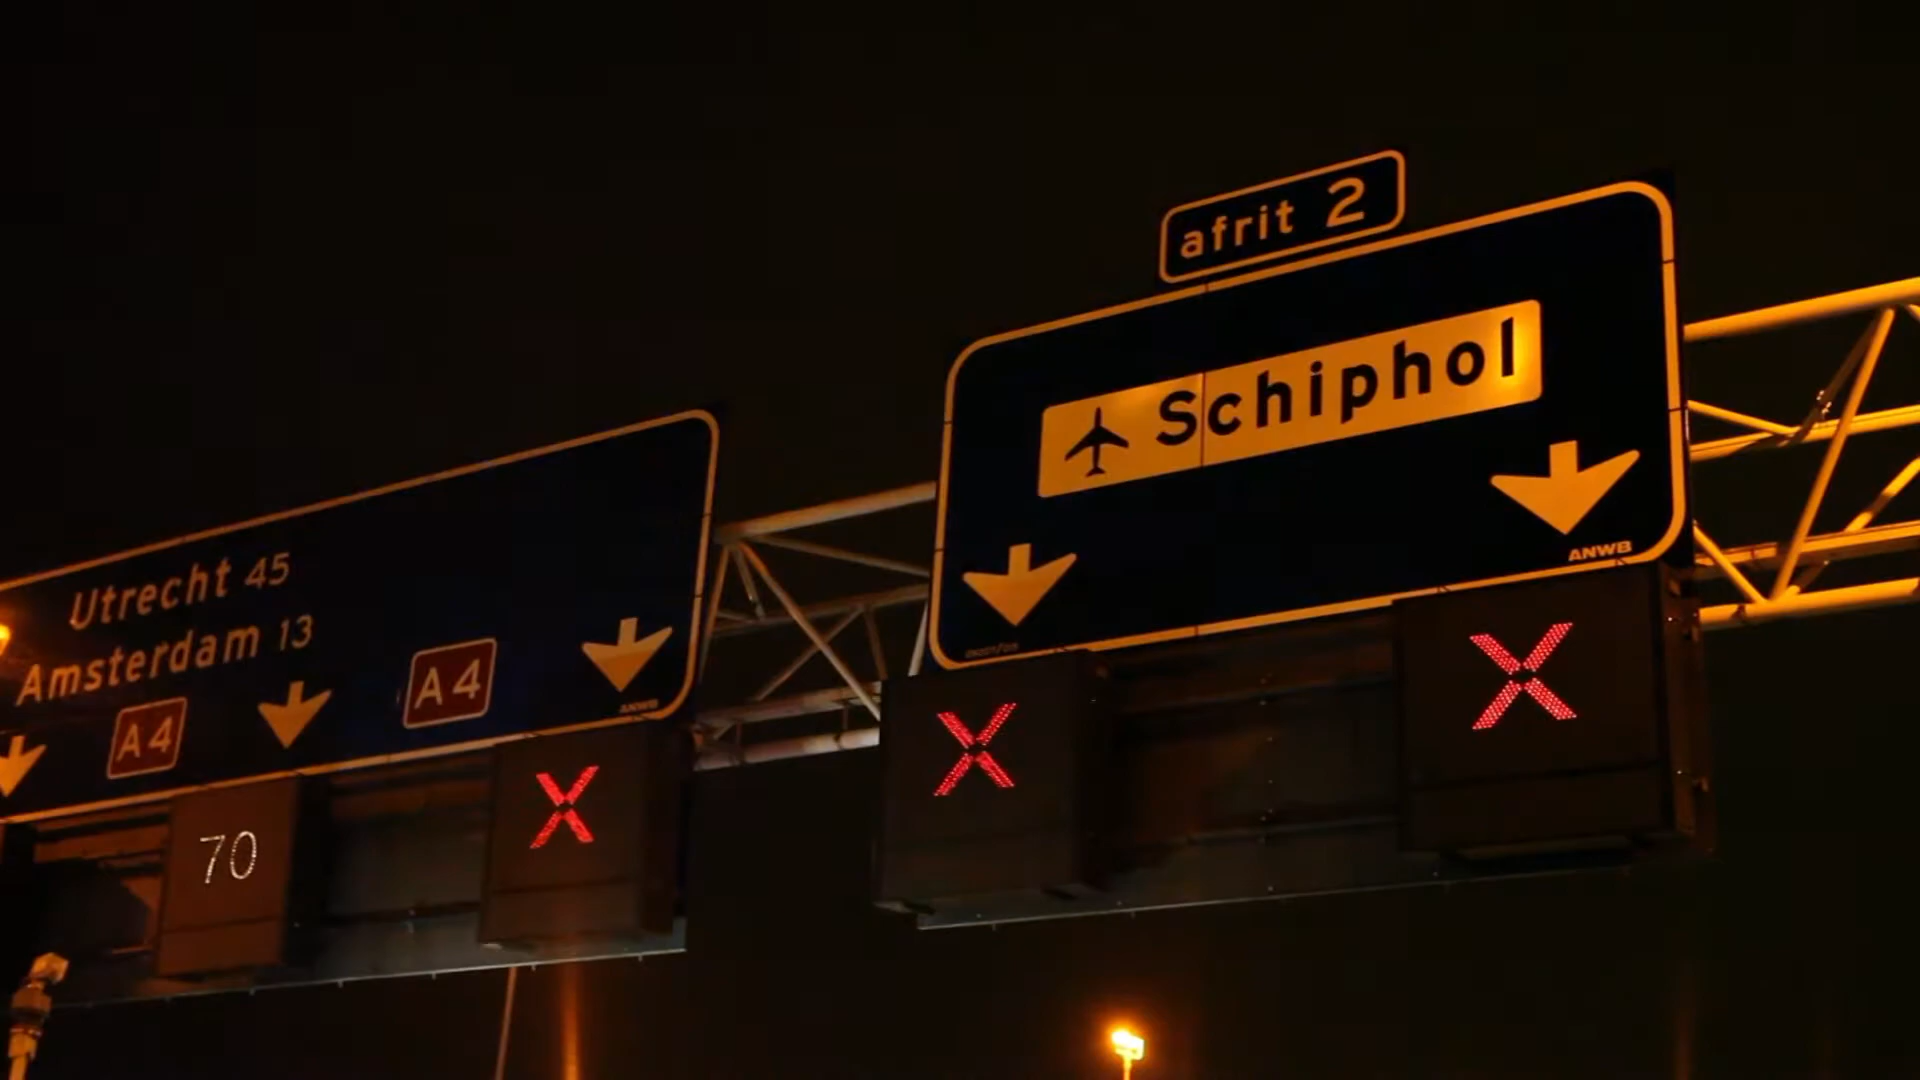 Utrecht 45
Amsterdam 13
A4
A4
ANWB
70
afrit 2
Schiphol
ANWB